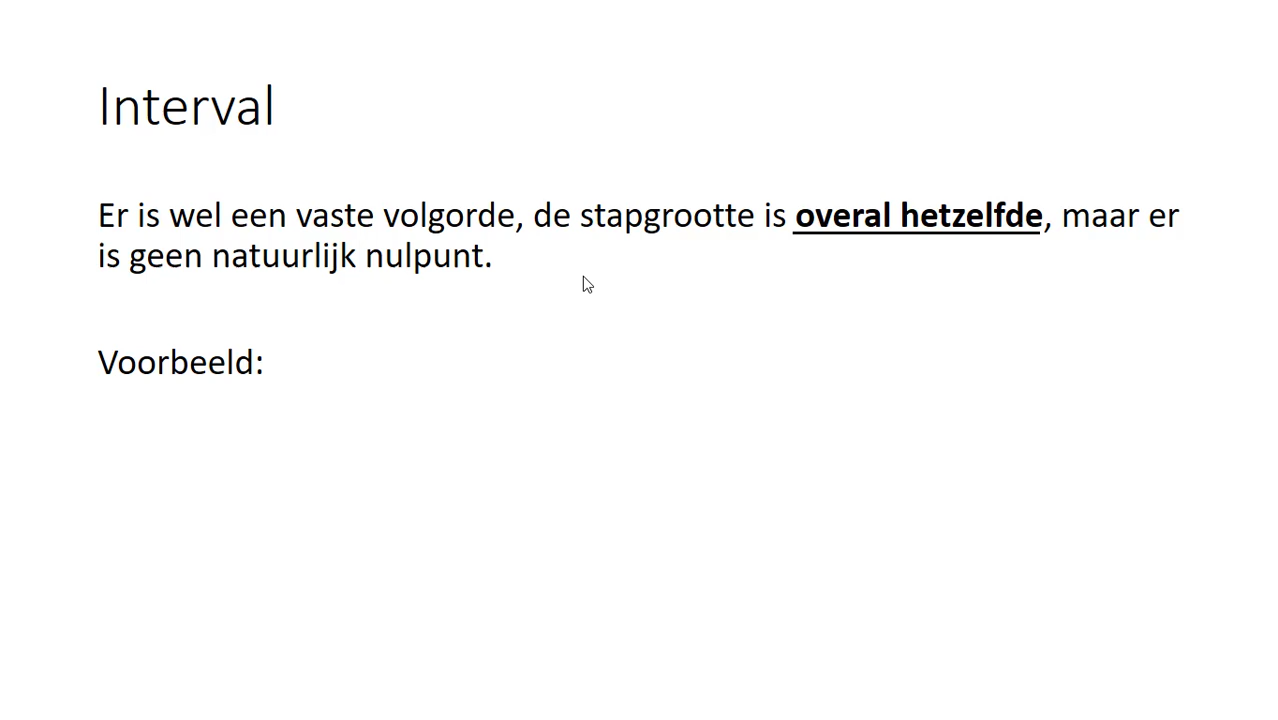 Interval
Er is wel een vaste volgorde, de stapgrootte is overal hetzelfde, maar er
is geen natuurlijk nulpunt.
Voorbeeld: